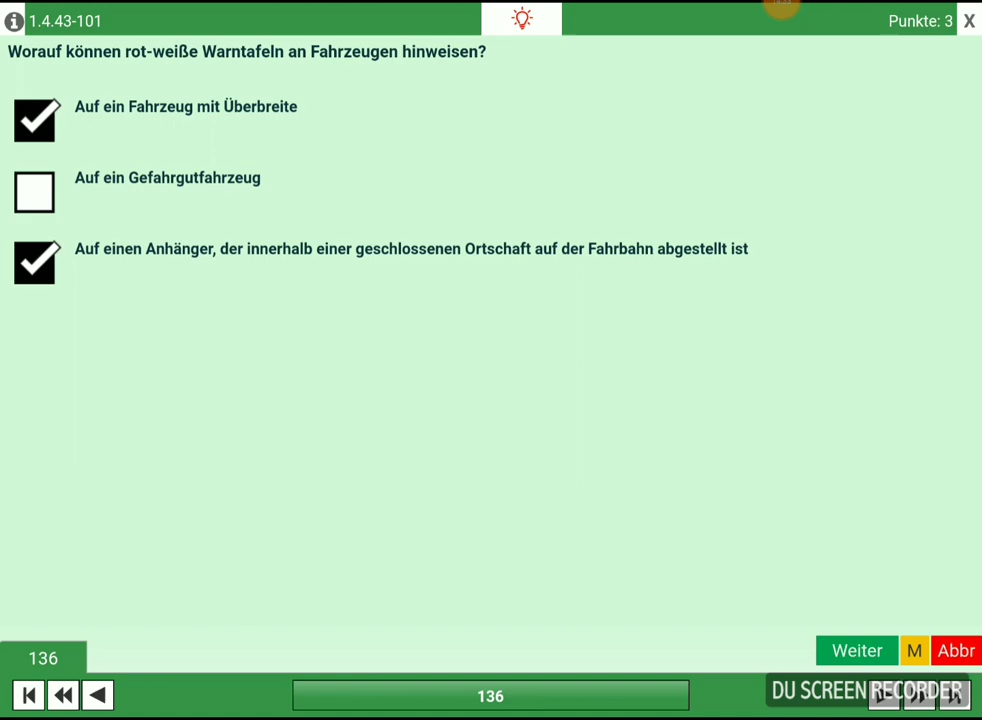 1.4.43-101
Punkte: 3 X
Worauf können rot-weiße Warntafeln an Fahrzeugen hinweisen?
Auf ein Fahrzeug mit Überbreite
Auf ein Gefahrgutfahrzeug
Auf einen Anhänger, der innerhalb einer geschlossenen Ortschaft auf der Fahrbahn abgestellt ist
136
Weiter M Abbr
136
DU SCREEN RECORDER